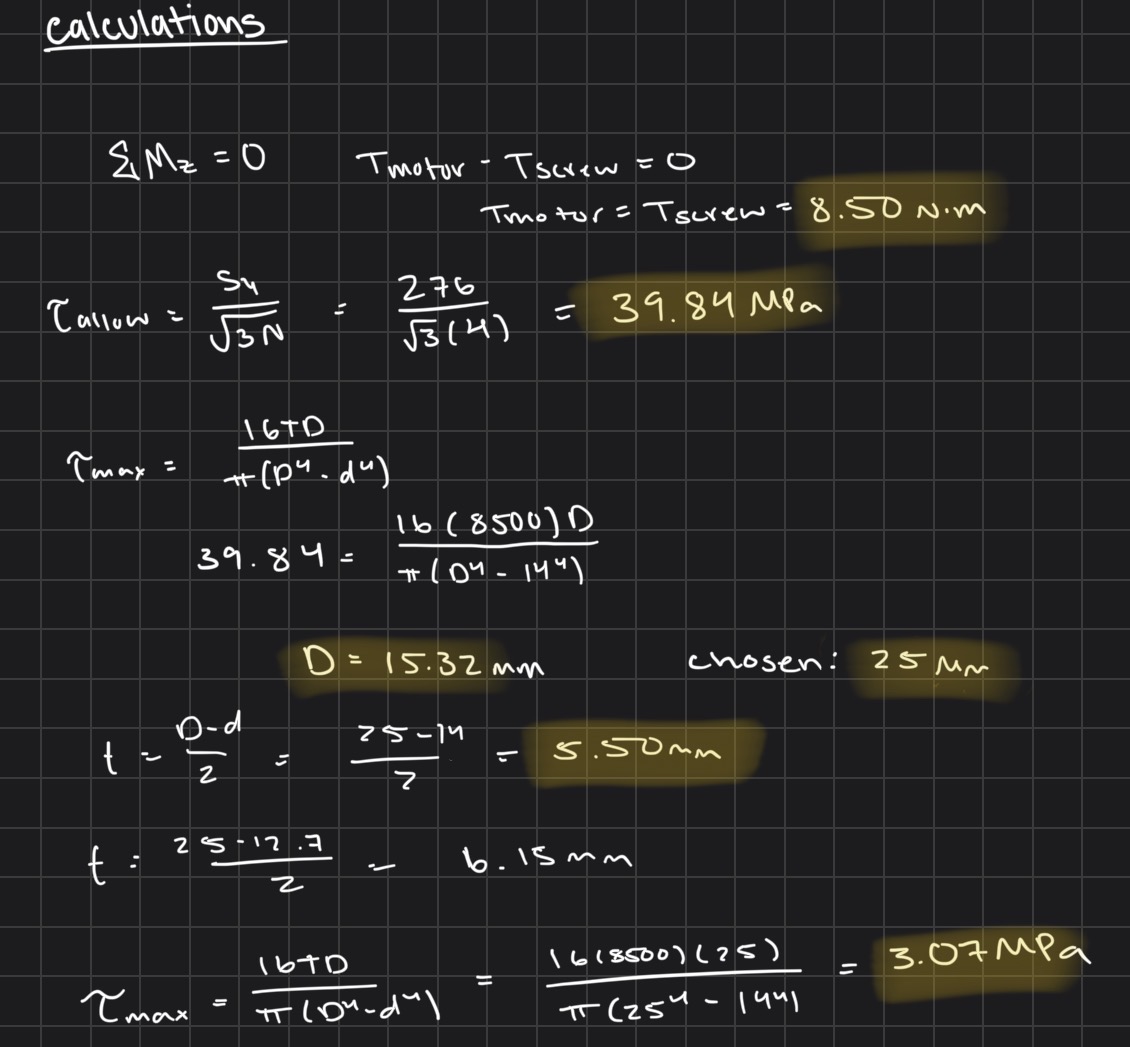 calculations
ΣMz = 0    Tmotor - Tscrew = 0
Tmotor = Tscrew = 8.50 N·m
τallow = Sy / √3 N = 276 / √3 (4) = 39.84 MPa
τmax = 16TD / π(D⁴ - d⁴)
39.84 = 16(8500)D / π(D⁴ - 14⁴)
D = 15.32 mm    chosen: 25 mm
t = D-d / 2 = 25-14 / 2 = 5.50 mm
t = 25-12.7 / 2 = 6.15 mm
τmax = 16TD / π(D⁴-d⁴) = 16(8500)(25) / π(25⁴ - 14⁴) = 3.07 MPa